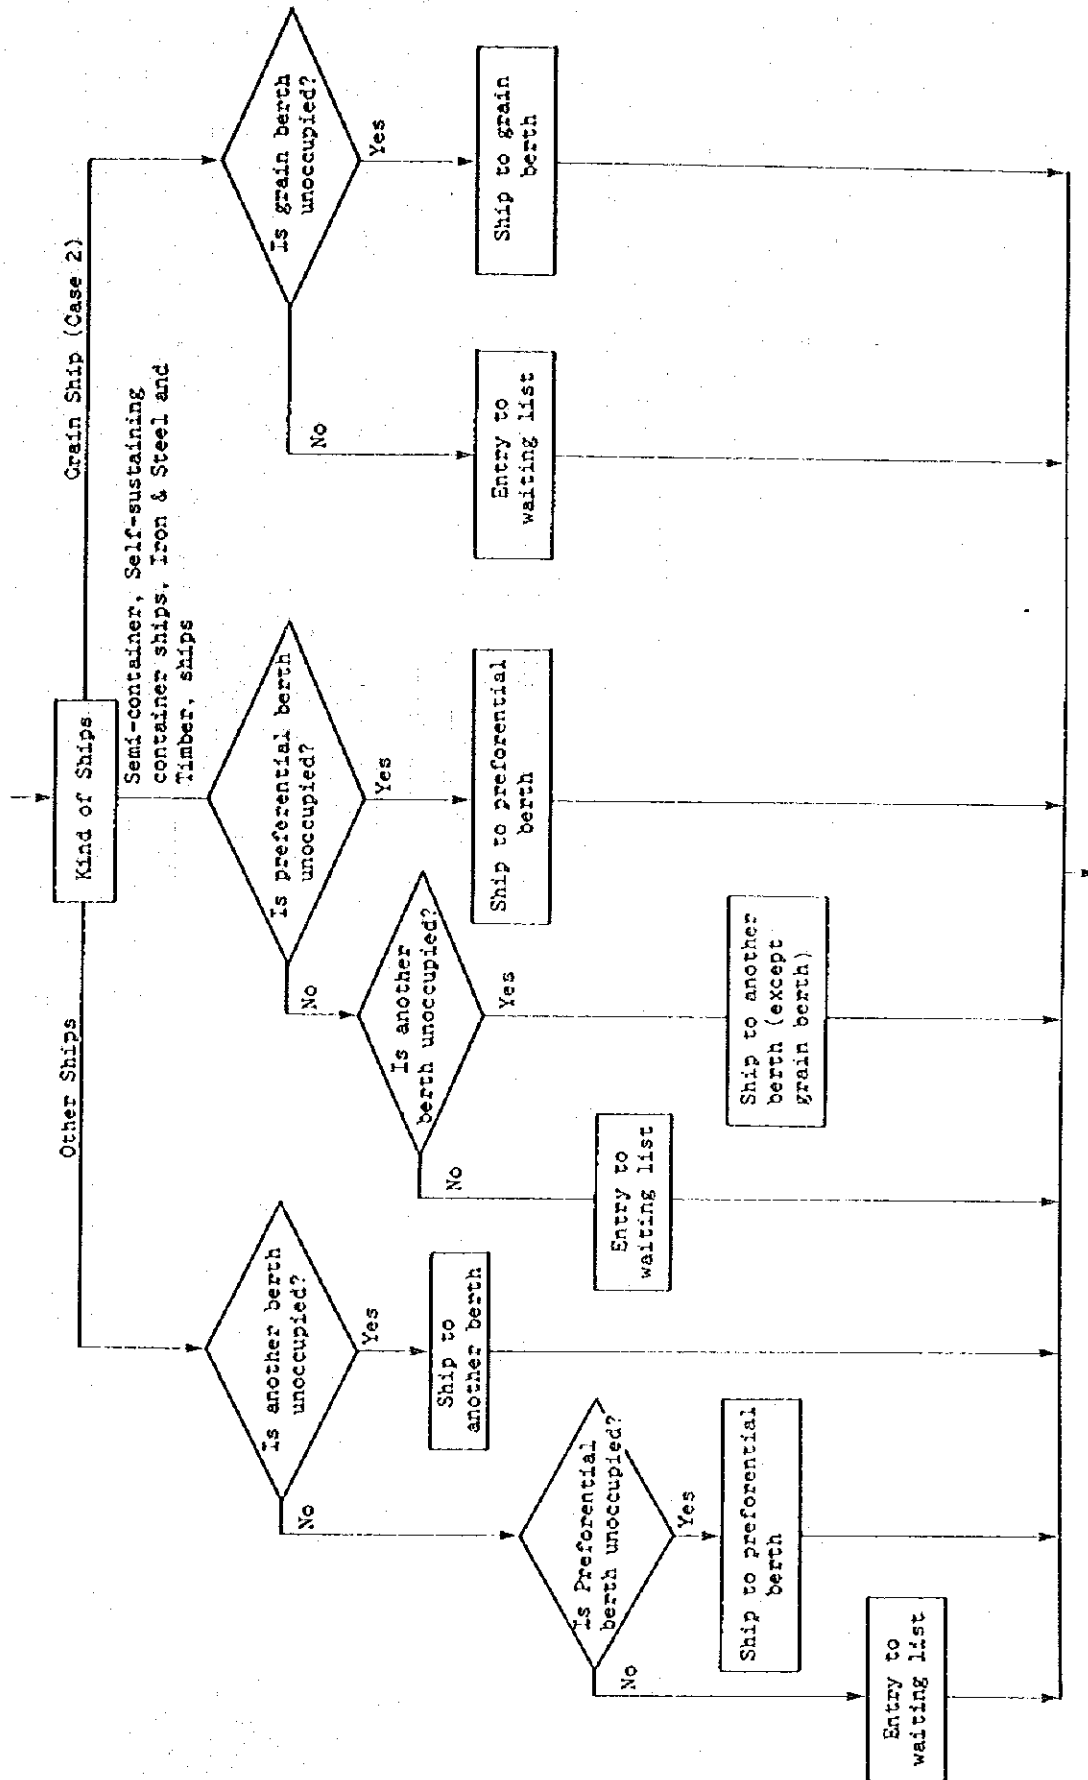 Kind of Ships
Other Ships
Semi-container, Self-sustaining
container ships, Iron & Steel and
Timber, ships
Grain Ship (Case 2)
Is another berth
unoccupied?
No
Yes
Ship to
another berth
Is Preforential
berth unoccupied?
No
Yes
Ship to preforential
berth
Entry to
waiting list
Is preferential berth
unoccupied?
No
Yes
Ship to preforential
berth
Is another
berth unoccupied?
No
Yes
Entry to
waiting list
Ship to another
berth (except
grain berth)
Is grain berth
unoccupied?
No
Yes
Entry to
waiting list
Ship to grain
berth